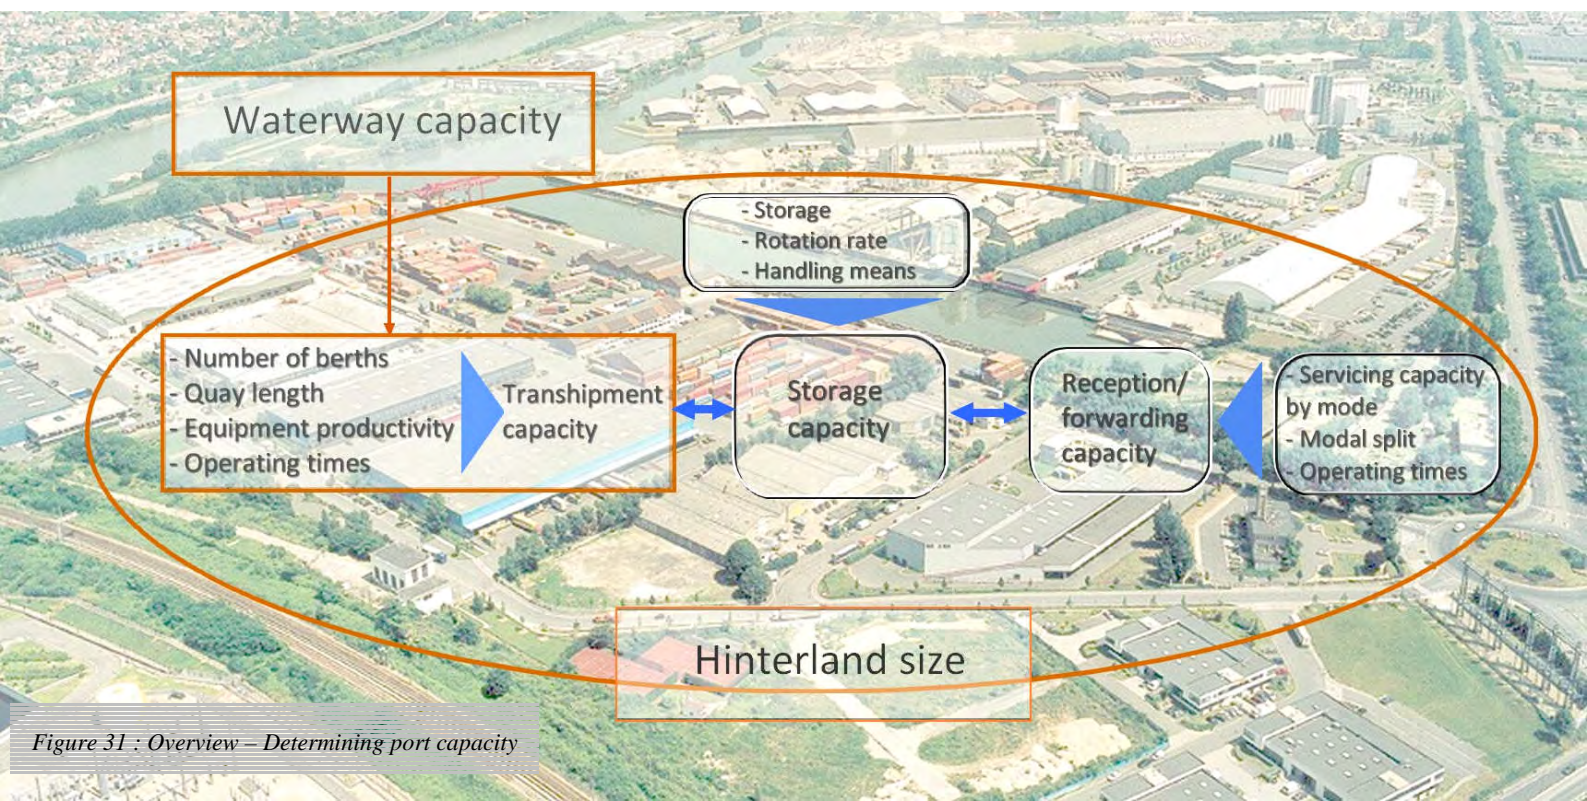 Waterway capacity
- Storage
- Rotation rate
- Handling means
- Number of berths
- Quay length
- Equipment productivity
- Operating times
Transhipment
capacity
Storage
capacity
Reception/
forwarding
capacity
- Servicing capacity
by mode
- Modal split
- Operating times
Hinterland size
Figure 31 : Overview – Determining port capacity